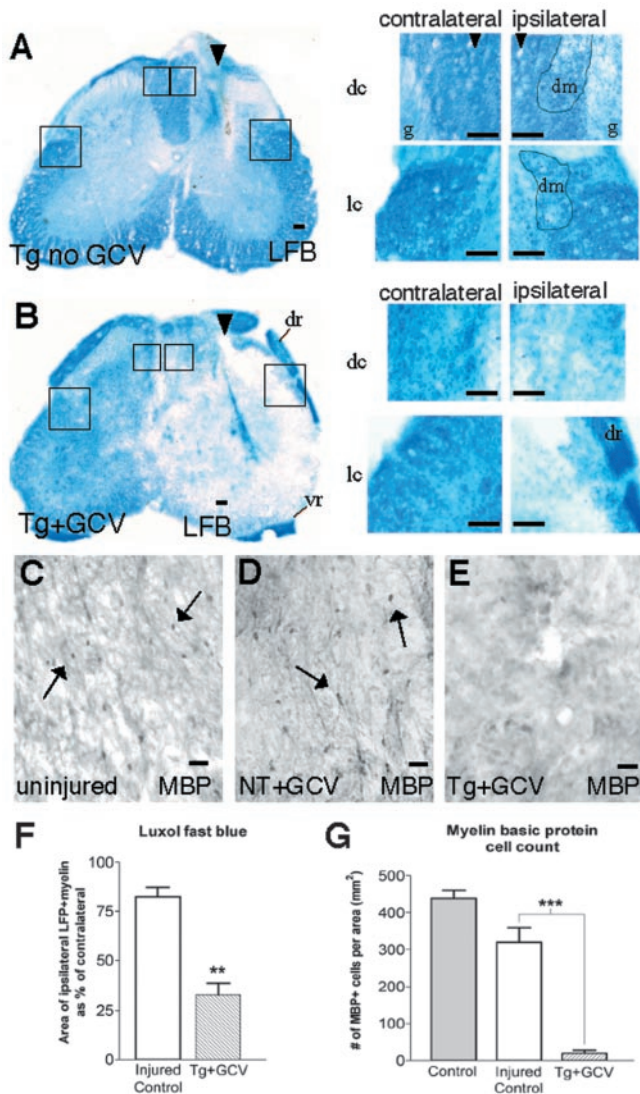 A
contralateral ipsilateral
dc
g
dm
g
lc
dm
Tg no GCV
LFB
B
contralateral ipsilateral
dr
dc
lc
dr
vr
Tg+GCV
LFB
C
D
E
uninjured MBP
NT+GCV MBP
Tg+GCV MBP
F
Luxol fast blue
Area of ipsilateral LFP+myelin
as % of contralateral
100
75
50
25
0
**
Injured
Control
Tg+GCV
G
Myelin basic protein
cell count
# of MBP+ cells per area (mm²)
500
400
300
200
100
0
***
Control
Injured
Control
Tg+GCV